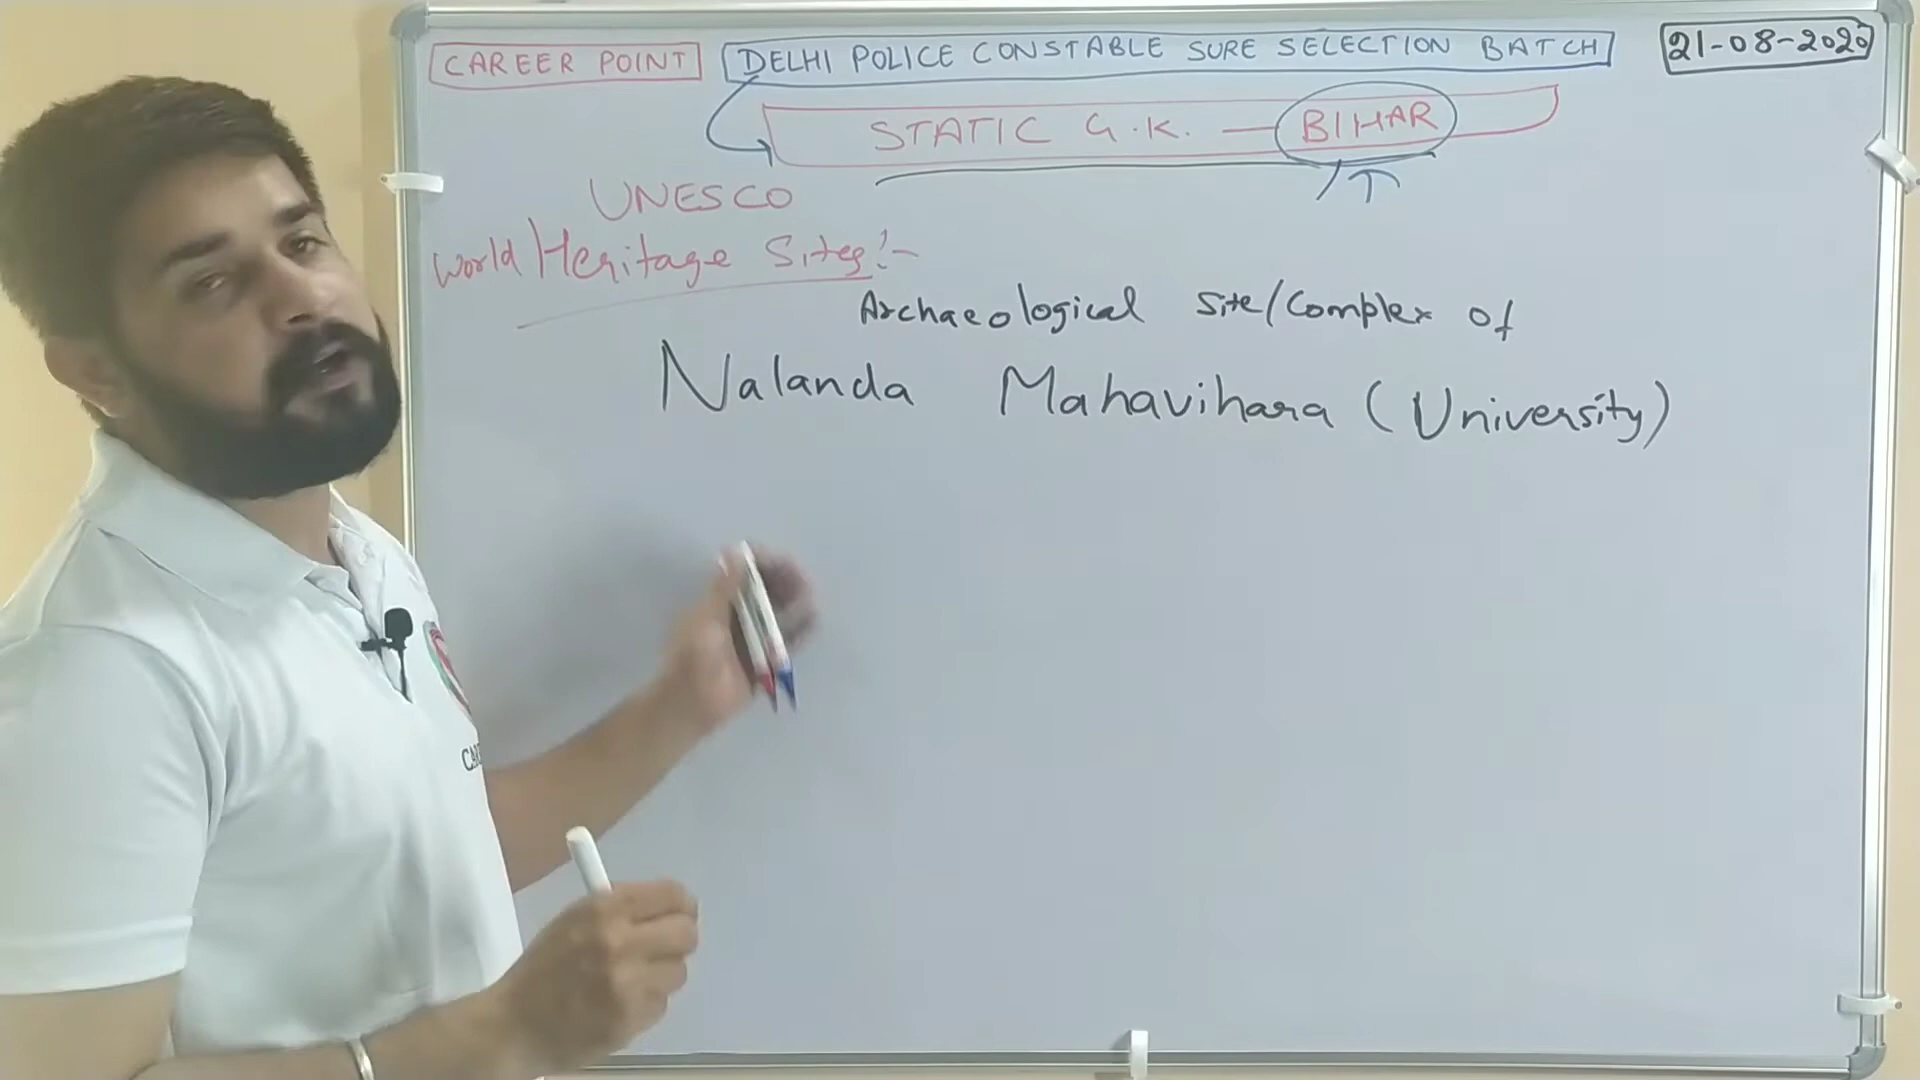 CAREER POINT DELHI POLICE CONSTABLE SURE SELECTION BATCH 21-08-2020
STATIC G.K. — BIHAR
UNESCO
World Heritage Sites:-
Archaeological Site/Complex of
Nalanda Mahavihara (University)